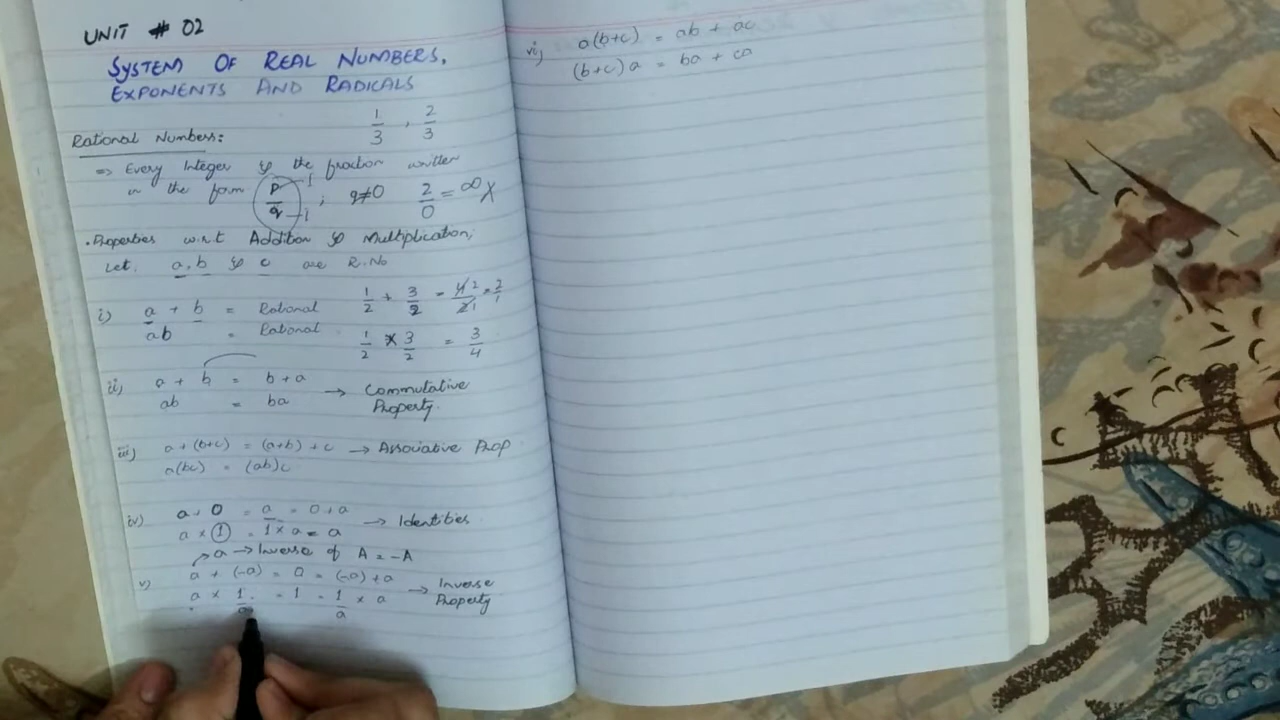 UNIT # 02
SYSTEM OF REAL NUMBERS,
EXPONENTS AND RADICALS
1/3 , 2/3
Rational Numbers:
=> Every Integer & the fraction written
in the form p/q ; q≠0 2/0 = ∞ X
. Properties w.r.t Addition & Multiplication;
Let. a, b & c are R.No
i) a + b = Rational 1/2 + 3/2 = 4/2 = 2/1
ab = Rational 1/2 × 3/2 = 3/4
ii) a + b = b + a → Commutative
ab = ba Property.
iii) a + (b+c) = (a+b) + c → Associative Prop
a(bc) = (ab)c
iv) a + 0 = a = 0 + a
a × 1 = 1 × a = a → Identities
a → Inverse of A = -A
v) a + (-a) = 0 = (-a) + a → Inverse
a × 1/a = 1 = 1/a × a Property
vi) a(b+c) = ab + ac
(b+c)a = ba + ca